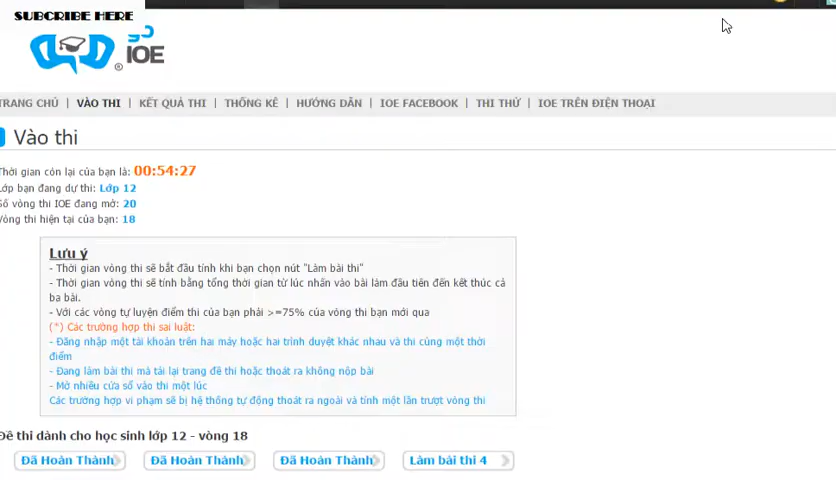 SUBCRIBE HERE
go
IOE
TRANG CHỦ | VÀO THI | KẾT QUẢ THI | THỐNG KÊ | HƯỚNG DẪN | IOE FACEBOOK | THI THỬ | IOE TRÊN ĐIỆN THOẠI
Vào thi
Thời gian còn lại của bạn là: 00:54:27
Lớp bạn đang dự thi: Lớp 12
Số vòng thi IOE đang mở: 20
Vòng thi hiện tại của bạn: 18
Lưu ý
- Thời gian vòng thi sẽ bắt đầu tính khi bạn chọn nút "Làm bài thi"
- Thời gian vòng thi sẽ tính bằng tổng thời gian từ lúc nhấn vào bài làm đầu tiên đến kết thúc cả
ba bài.
- Với các vòng tự luyện điểm thi của bạn phải >=75% của vòng thi bạn mới qua
(*) Các trường hợp thi sai luật:
- Đăng nhập một tài khoản trên hai máy hoặc hai trình duyệt khác nhau và thi cùng một thời
điểm
- Đang làm bài thi mà tải lại trang đề thi hoặc thoát ra không nộp bài
- Mở nhiều cửa sổ vào thi một lúc
Các trường hợp vi phạm sẽ bị hệ thống tự động thoát ra ngoài và tính một lần trượt vòng thi
Đề thi dành cho học sinh lớp 12 - vòng 18
Đã Hoàn Thành Đã Hoàn Thành Đã Hoàn Thành Làm bài thi 4